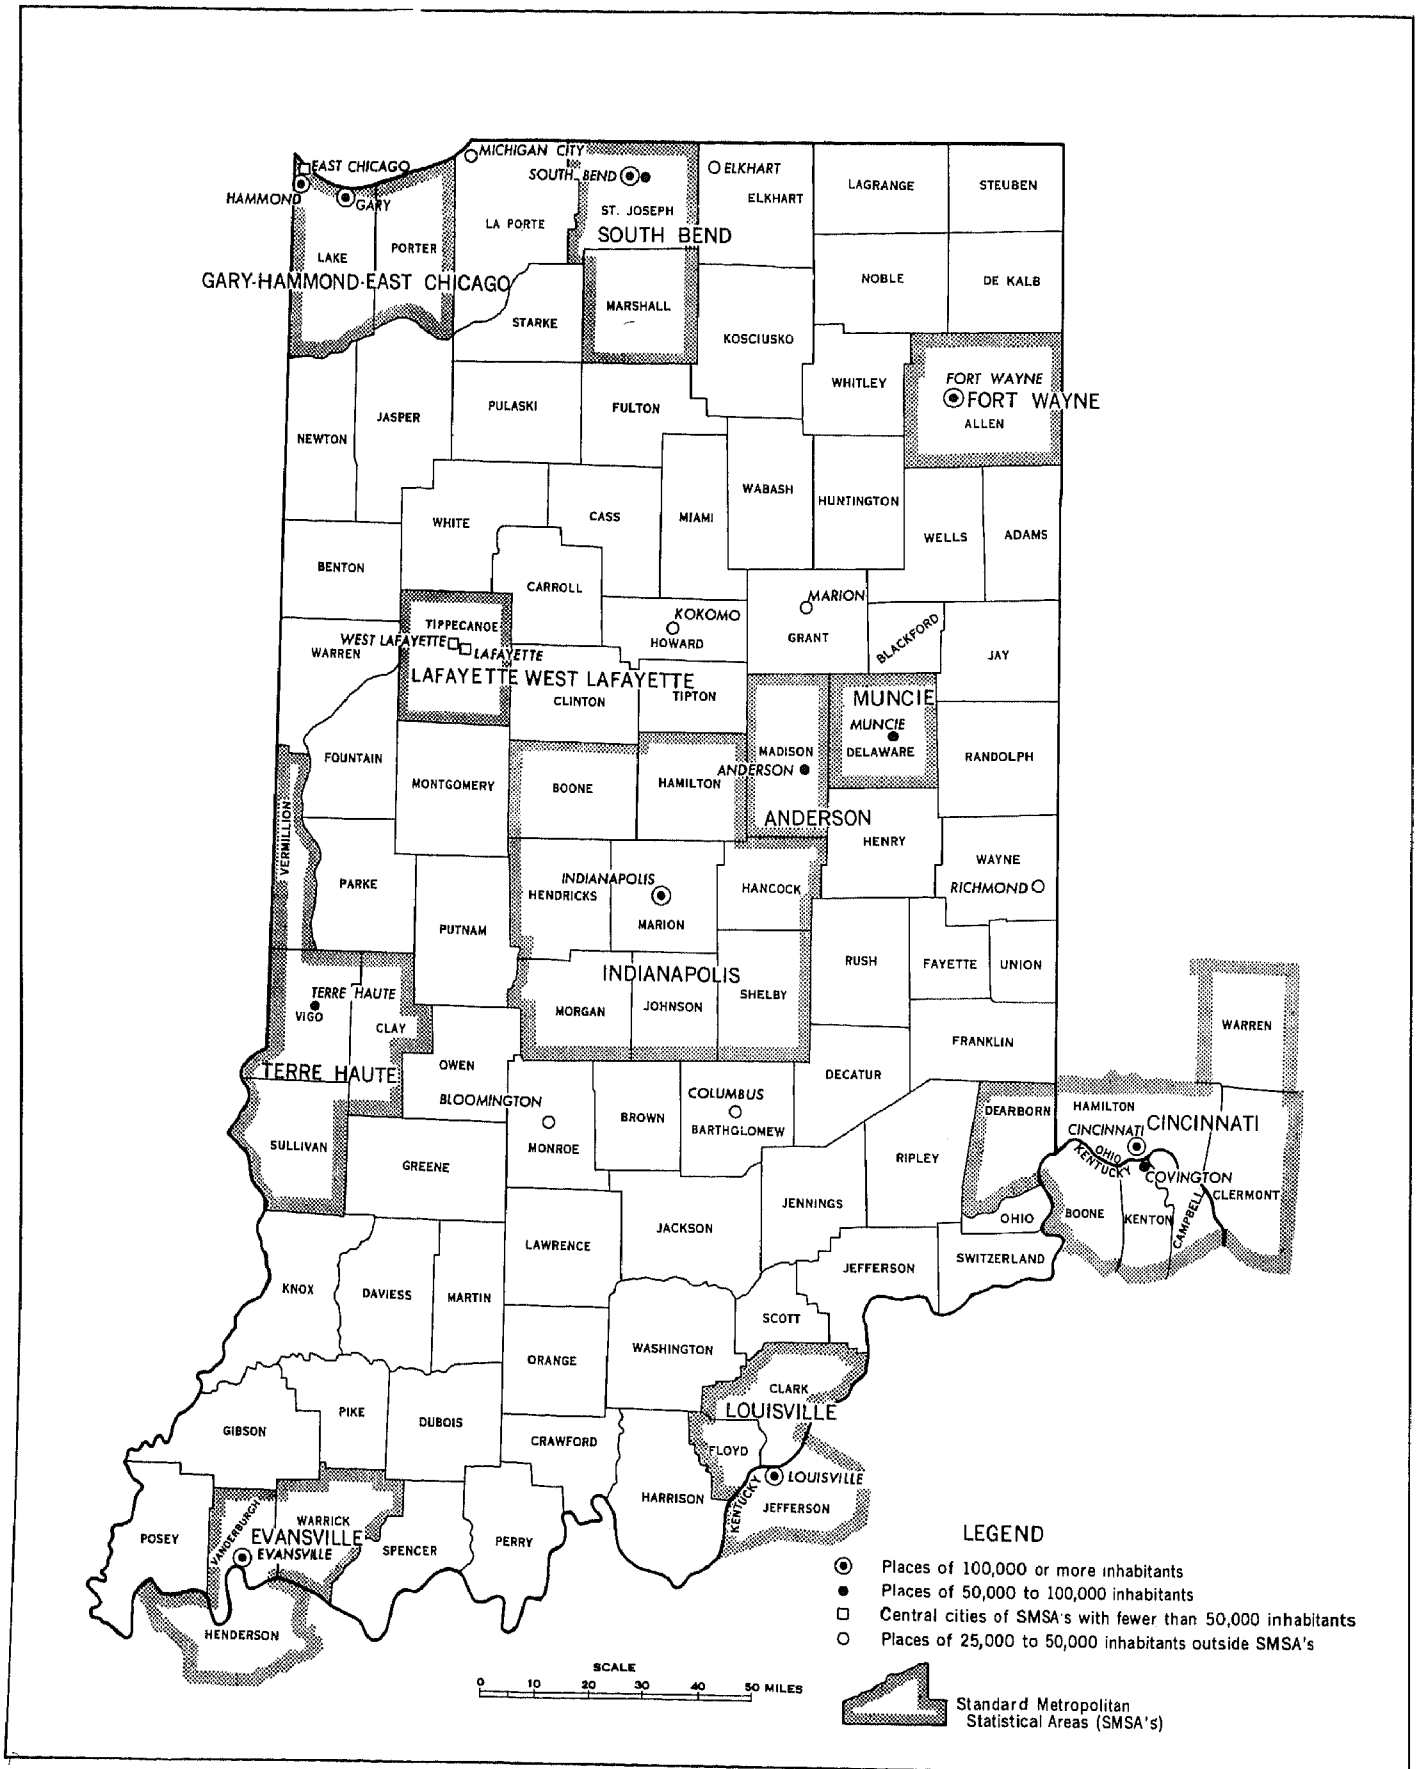 MICHIGAN CITY
EAST CHICAGO
SOUTH BEND
ELKHART
HAMMOND
GARY
ELKHART
LAGRANGE
STEUBEN
LA PORTE
ST. JOSEPH
SOUTH BEND
LAKE
PORTER
GARY-HAMMOND-EAST CHICAGO
NOBLE
DE KALB
STARKE
MARSHALL
KOSCIUSKO
WHITLEY
FORT WAYNE
FORT WAYNE
ALLEN
NEWTON
JASPER
PULASKI
FULTON
WHITE
CASS
MIAMI
WABASH
HUNTINGTON
WELLS
ADAMS
BENTON
CARROLL
MARION
GRANT
BLACKFORD
JAY
TIPPECANOE
KOKOMO
HOWARD
WEST LAFAYETTE
LAFAYETTE
WARREN
LAFAYETTE WEST LAFAYETTE
CLINTON
TIPTON
MUNCIE
MUNCIE
DELAWARE
MADISON
ANDERSON
ANDERSON
RANDOLPH
FOUNTAIN
MONTGOMERY
BOONE
HAMILTON
VERMILLION
HENRY
WAYNE
RICHMOND
PARKE
PUTNAM
INDIANAPOLIS
HENDRICKS
MARION
HANCOCK
INDIANAPOLIS
RUSH
FAYETTE
UNION
TERRE HAUTE
VIGO
CLAY
TERRE HAUTE
MORGAN
JOHNSON
SHELBY
WARREN
FRANKLIN
OWEN
DECATUR
BLOOMINGTON
MONROE
BROWN
COLUMBUS
BARTHOLOMEW
DEARBORN
HAMILTON
CINCINNATI
CINCINNATI
OHIO
KENTUCKY
COVINGTON
CLERMONT
SULLIVAN
GREENE
RIPLEY
JENNINGS
OHIO
BOONE
KENTON
CAMPBELL
JACKSON
LAWRENCE
SWITZERLAND
JEFFERSON
KNOX
DAVIESS
MARTIN
SCOTT
ORANGE
WASHINGTON
CLARK
LOUISVILLE
GIBSON
PIKE
DUBOIS
CRAWFORD
FLOYD
LOUISVILLE
KENTUCKY
JEFFERSON
HARRISON
POSEY
VANDERBURGH
WARRICK
EVANSVILLE
EVANSVILLE
SPENCER
PERRY
HENDERSON
LEGEND
Places of 100,000 or more inhabitants
Places of 50,000 to 100,000 inhabitants
Central cities of SMSA's with fewer than 50,000 inhabitants
Places of 25,000 to 50,000 inhabitants outside SMSA's
Standard Metropolitan
Statistical Areas (SMSA's)
SCALE
0 10 20 30 40 50 MILES